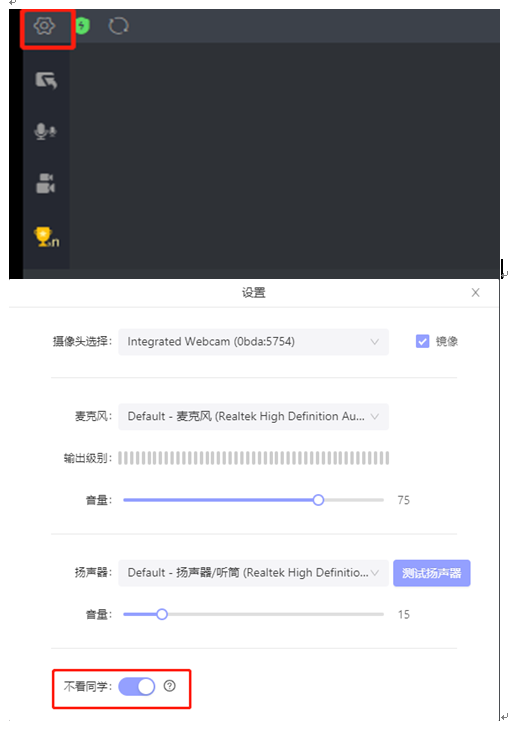 n
设置
摄像头选择: Integrated Webcam (0bda:5754) 镜像
麦克风: Default - 麦克风 (Realtek High Definition Au...
输出级别:
音量: 75
扬声器: Default - 扬声器/听筒 (Realtek High Definitio... 测试扬声器
音量: 15
不看同学: